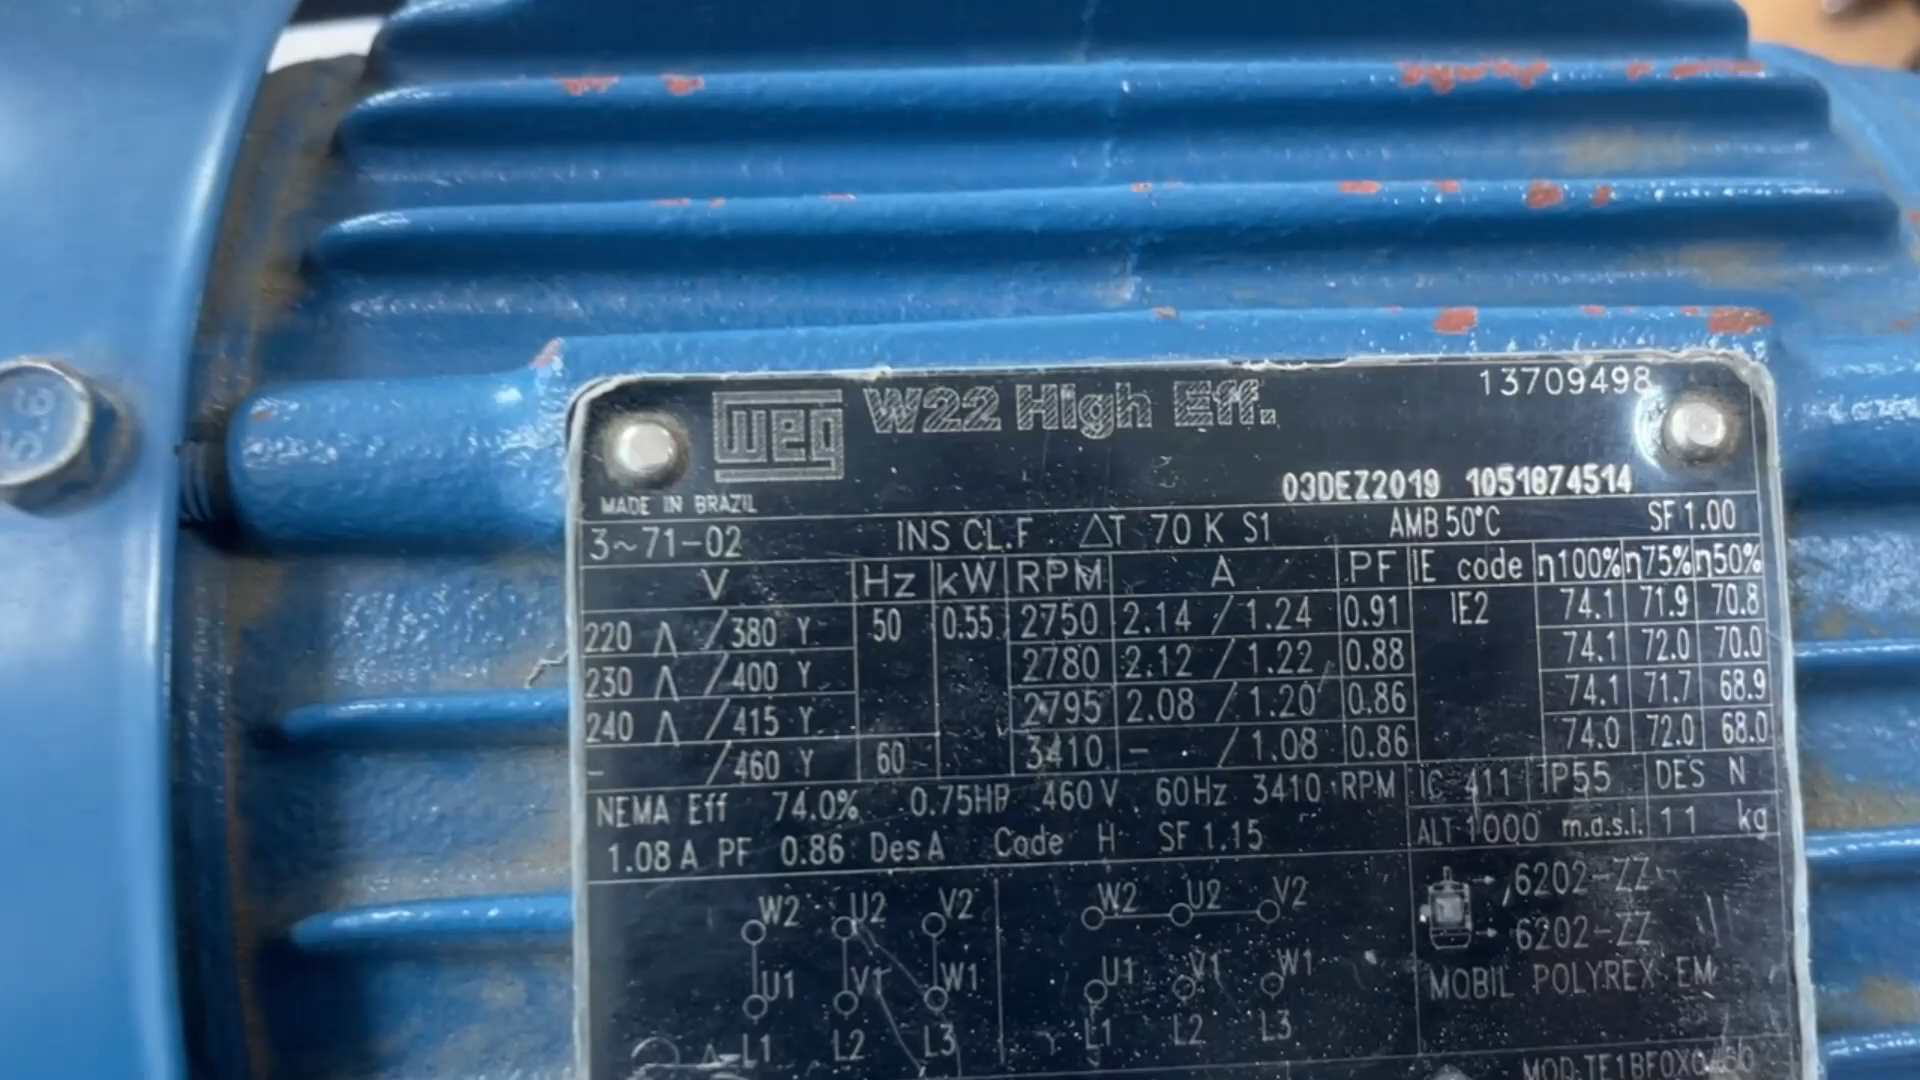 5.6
WEG W22 High Eff. 13709498
03DEZ2019 1051874514
MADE IN BRAZIL
3~71-02 INS CL.F ΔT 70 K S1 AMB 50°C SF 1.00
V Hz kW RPM A PF IE code η100% η75% η50%
220 Λ /380 Y 50 0.55 2750 2.14 / 1.24 0.91 IE2 74.1 71.9 70.8
230 Λ /400 Y 2780 2.12 / 1.22 0.88 74.1 72.0 70.0
240 Λ /415 Y 2795 2.08 / 1.20 0.86 74.1 71.7 68.9
- /460 Y 60 3410 - / 1.08 0.86 74.0 72.0 68.0
NEMA Eff 74.0% 0.75HP 460V 60Hz 3410 RPM IC 411 IP55 DES N
1.08 A PF 0.86 Des A Code H SF 1.15 ALT 1000 m.a.s.l. 11 kg
W2 U2 V2 W2 U2 V2 6202-ZZ
6202-ZZ
U1 V1 W1 U1 V1 W1 MOBIL POLYREX EM
Δ L1 L2 L3 Y L1 L2 L3